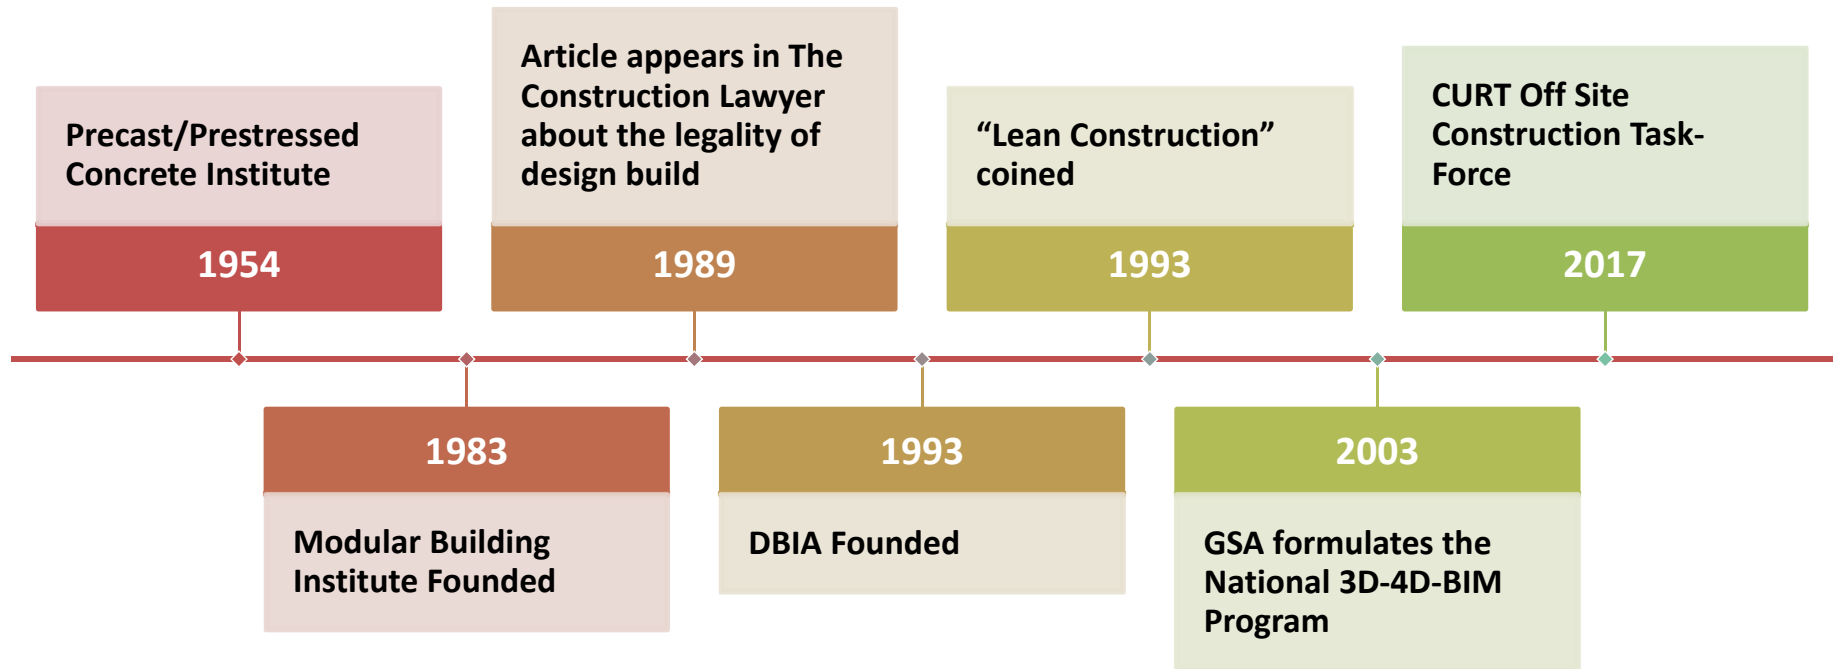 Precast/Prestressed
Concrete Institute
1954
1983
Modular Building
Institute Founded
Article appears in The
Construction Lawyer
about the legality of
design build
1989
1993
DBIA Founded
“Lean Construction”
coined
1993
2003
GSA formulates the
National 3D-4D-BIM
Program
CURT Off Site
Construction Task-
Force
2017